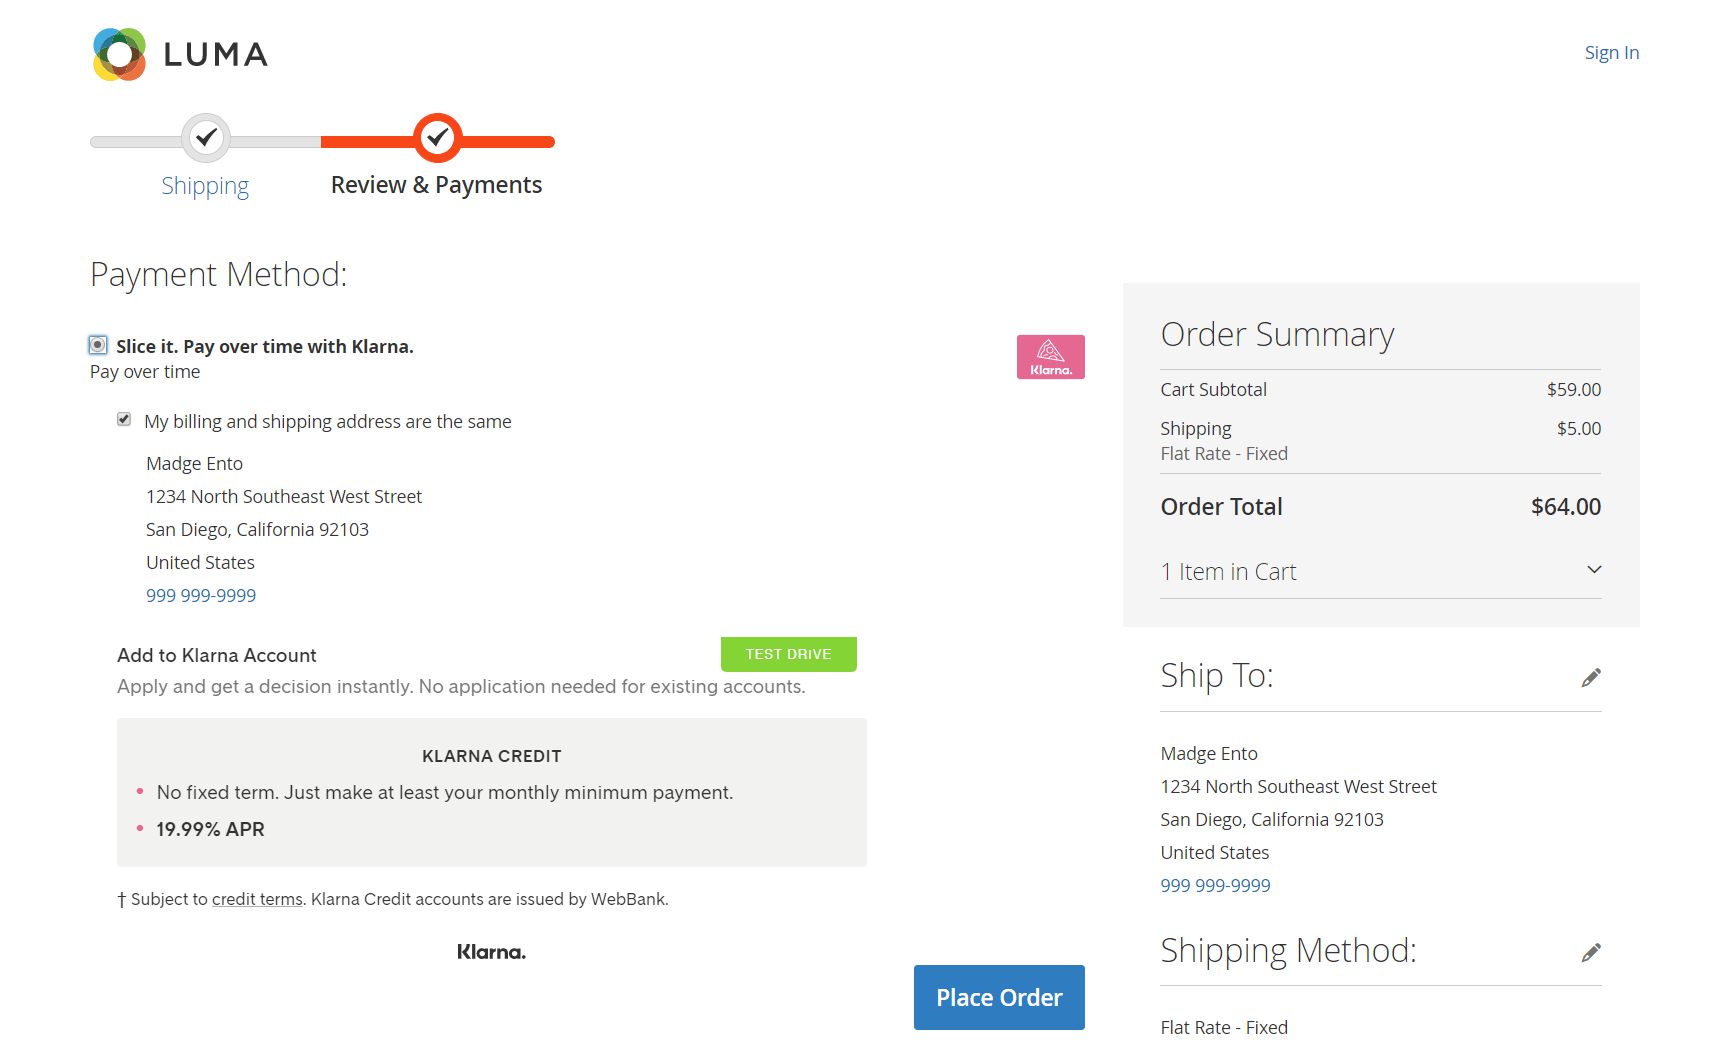 LUMA
Sign In
Shipping
Review & Payments
Payment Method:
Slice it. Pay over time with Klarna.
Pay over time
Klarna.
My billing and shipping address are the same
Madge Ento
1234 North Southeast West Street
San Diego, California 92103
United States
999 999-9999
Add to Klarna Account
TEST DRIVE
Apply and get a decision instantly. No application needed for existing accounts.
KLARNA CREDIT
• No fixed term. Just make at least your monthly minimum payment.
• 19.99% APR
† Subject to credit terms. Klarna Credit accounts are issued by WebBank.
Klarna.
Place Order
Order Summary
Cart Subtotal $59.00
Shipping $5.00
Flat Rate - Fixed
Order Total $64.00
1 Item in Cart
Ship To:
Madge Ento
1234 North Southeast West Street
San Diego, California 92103
United States
999 999-9999
Shipping Method:
Flat Rate - Fixed